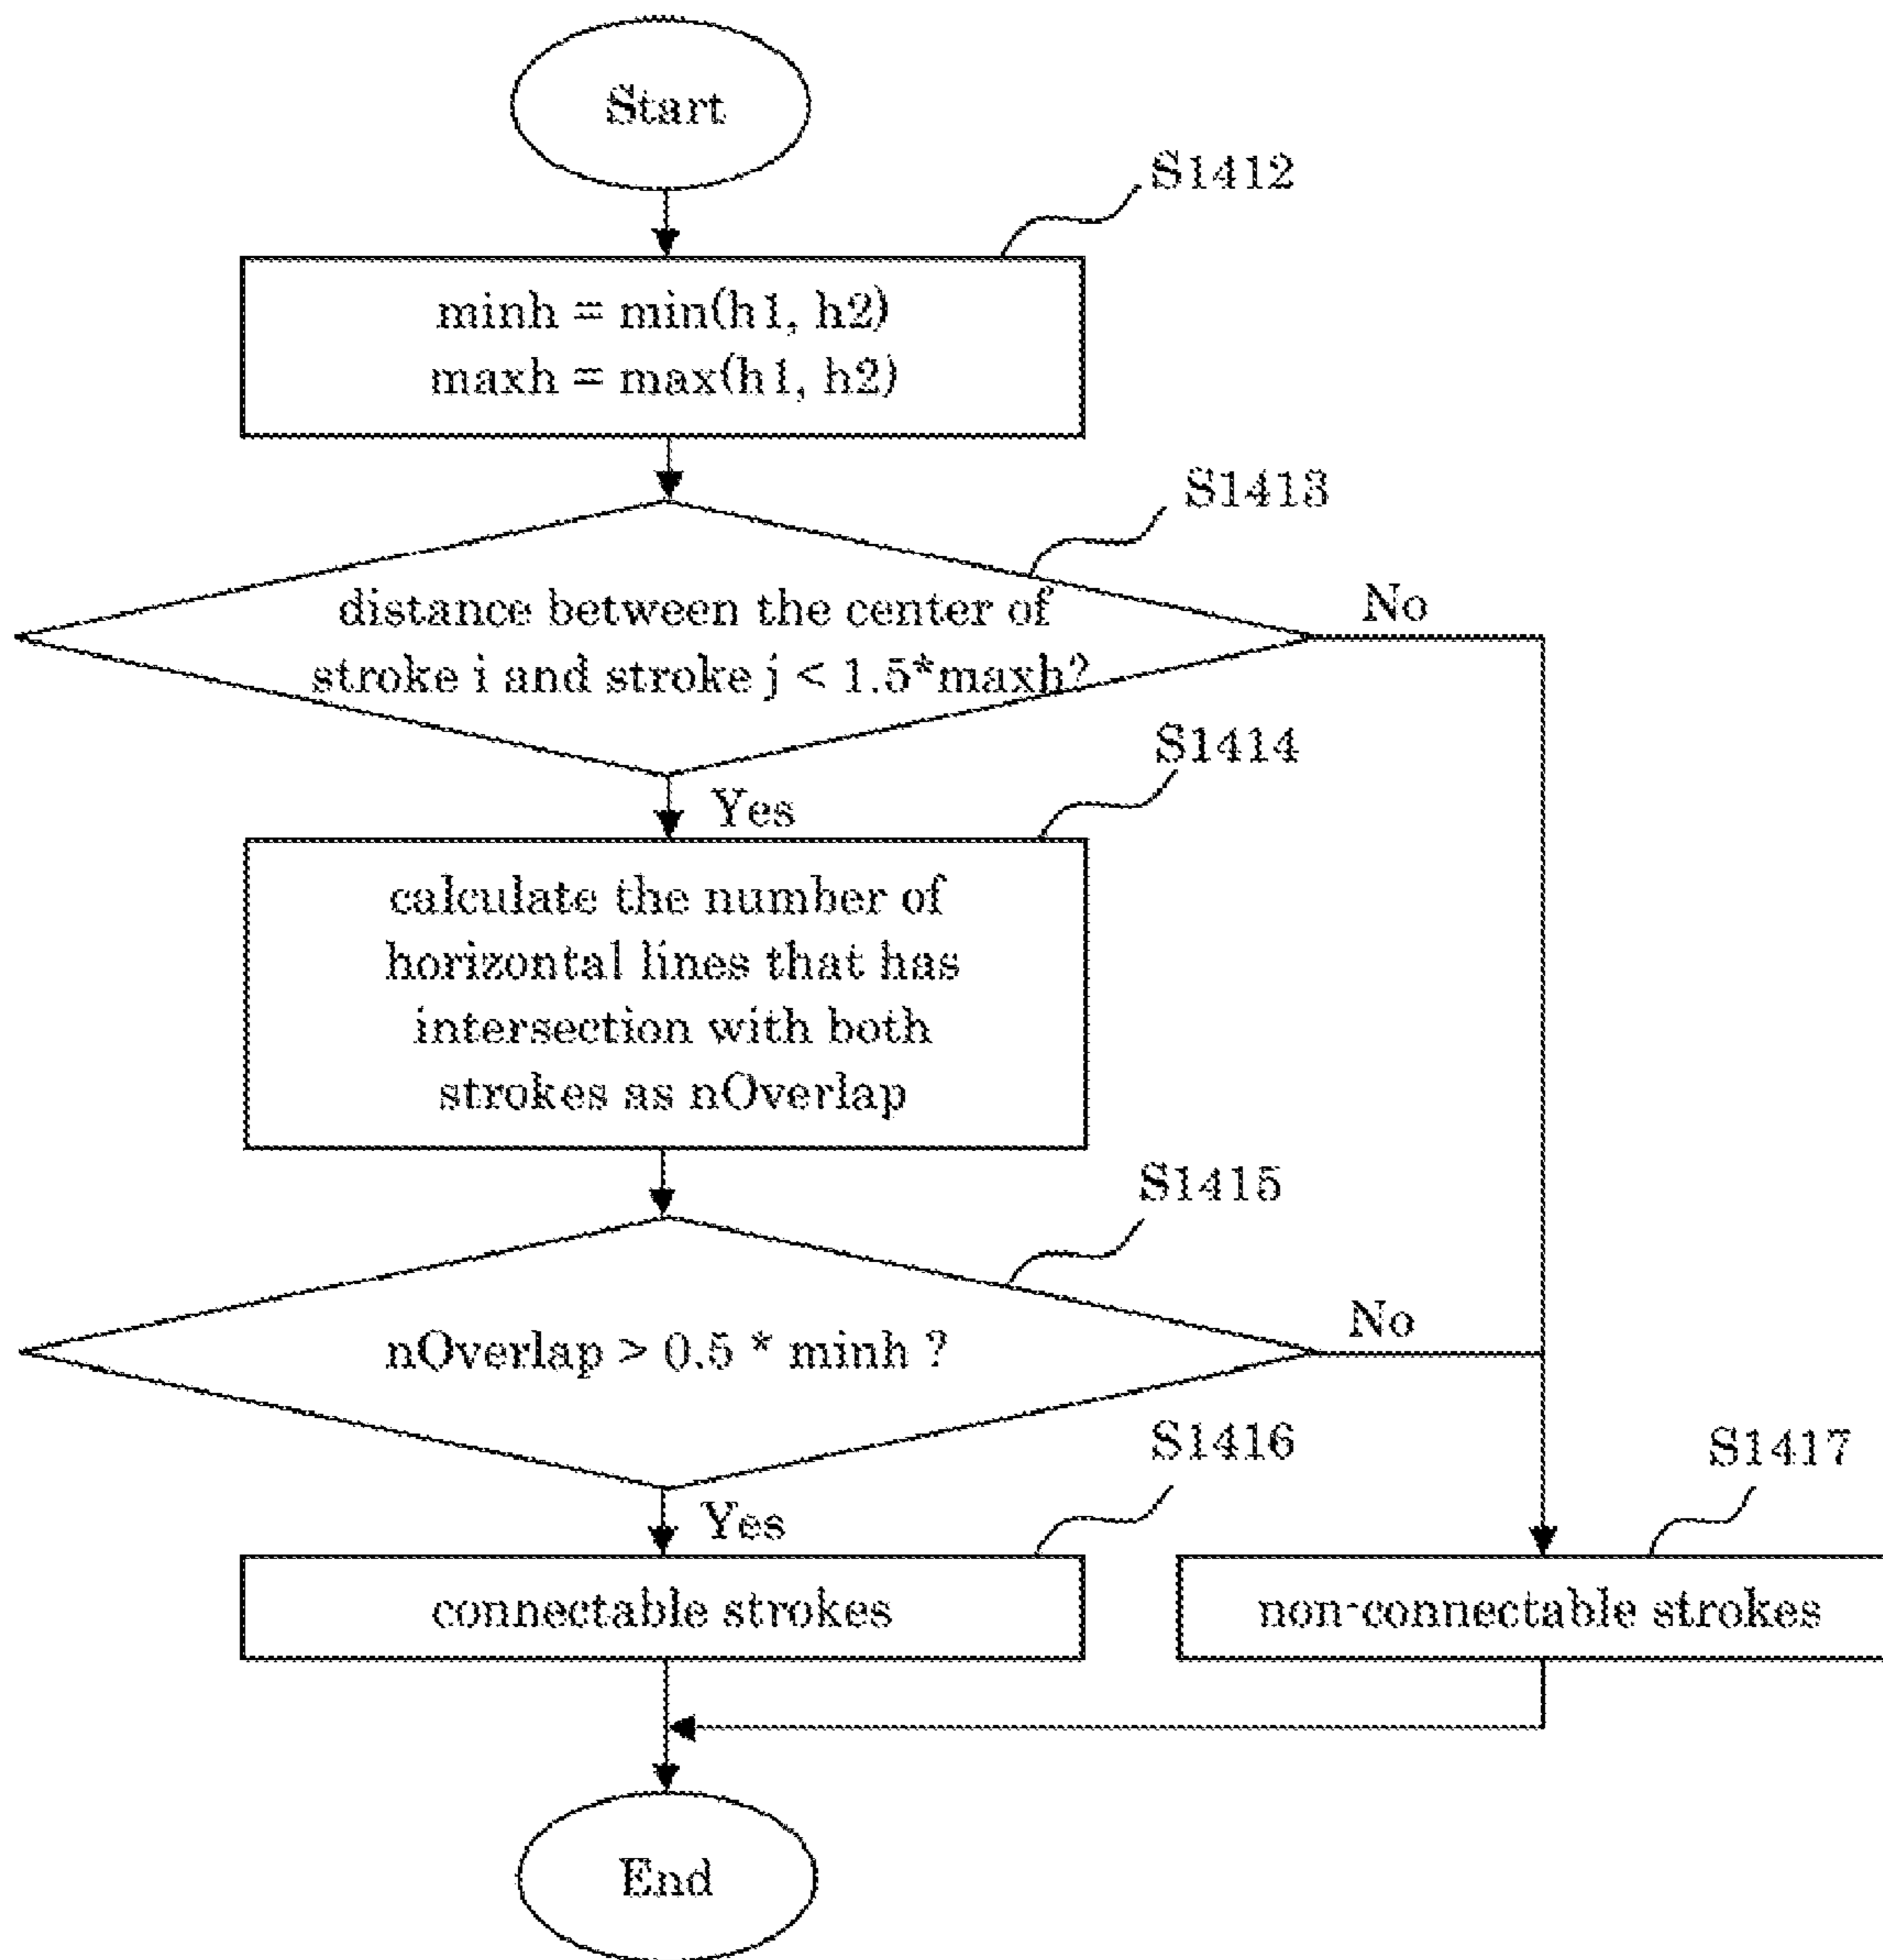 Start
S1412
minh = min(h1, h2)
maxh = max(h1, h2)
S1413
distance between the center of
stroke i and stroke j < 1.5*maxh?
No
Yes
S1414
calculate the number of
horizontal lines that has
intersection with both
strokes as nOverlap
S1415
nOverlap > 0.5 * minh ?
No
Yes
S1416
connectable strokes
S1417
non-connectable strokes
End